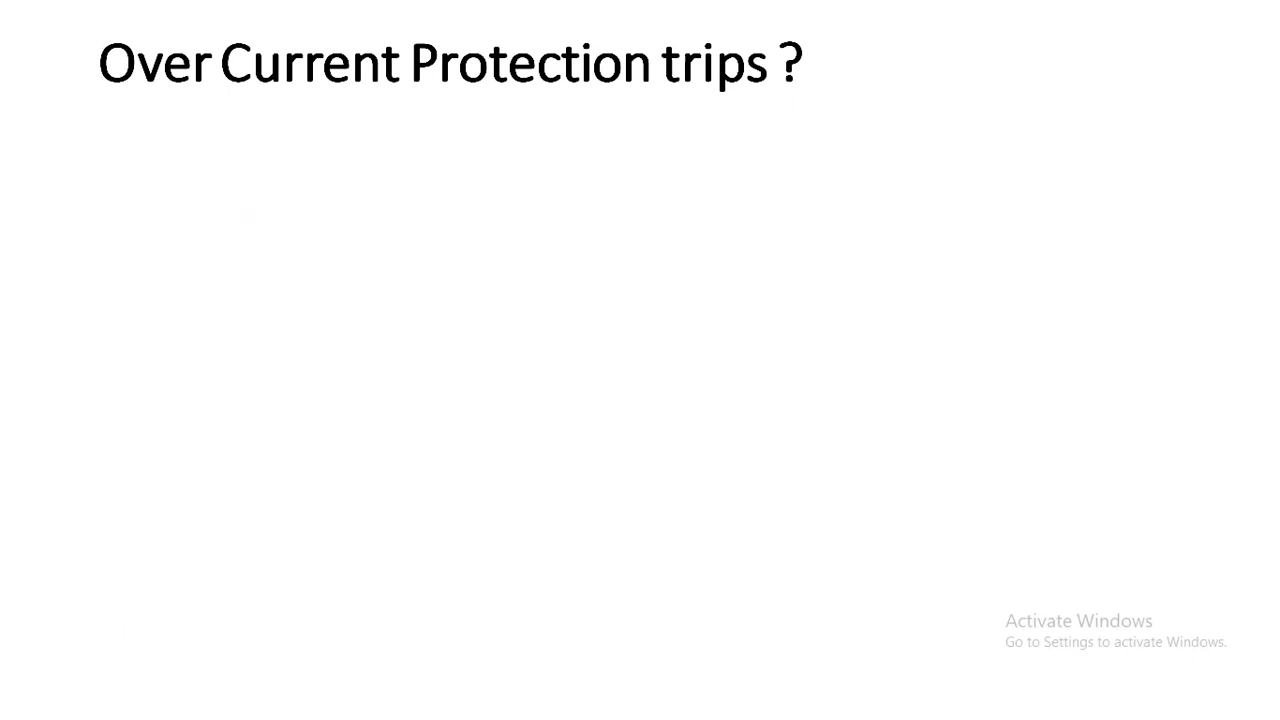 Over Current Protection trips ?
Activate Windows
Go to Settings to activate Windows.